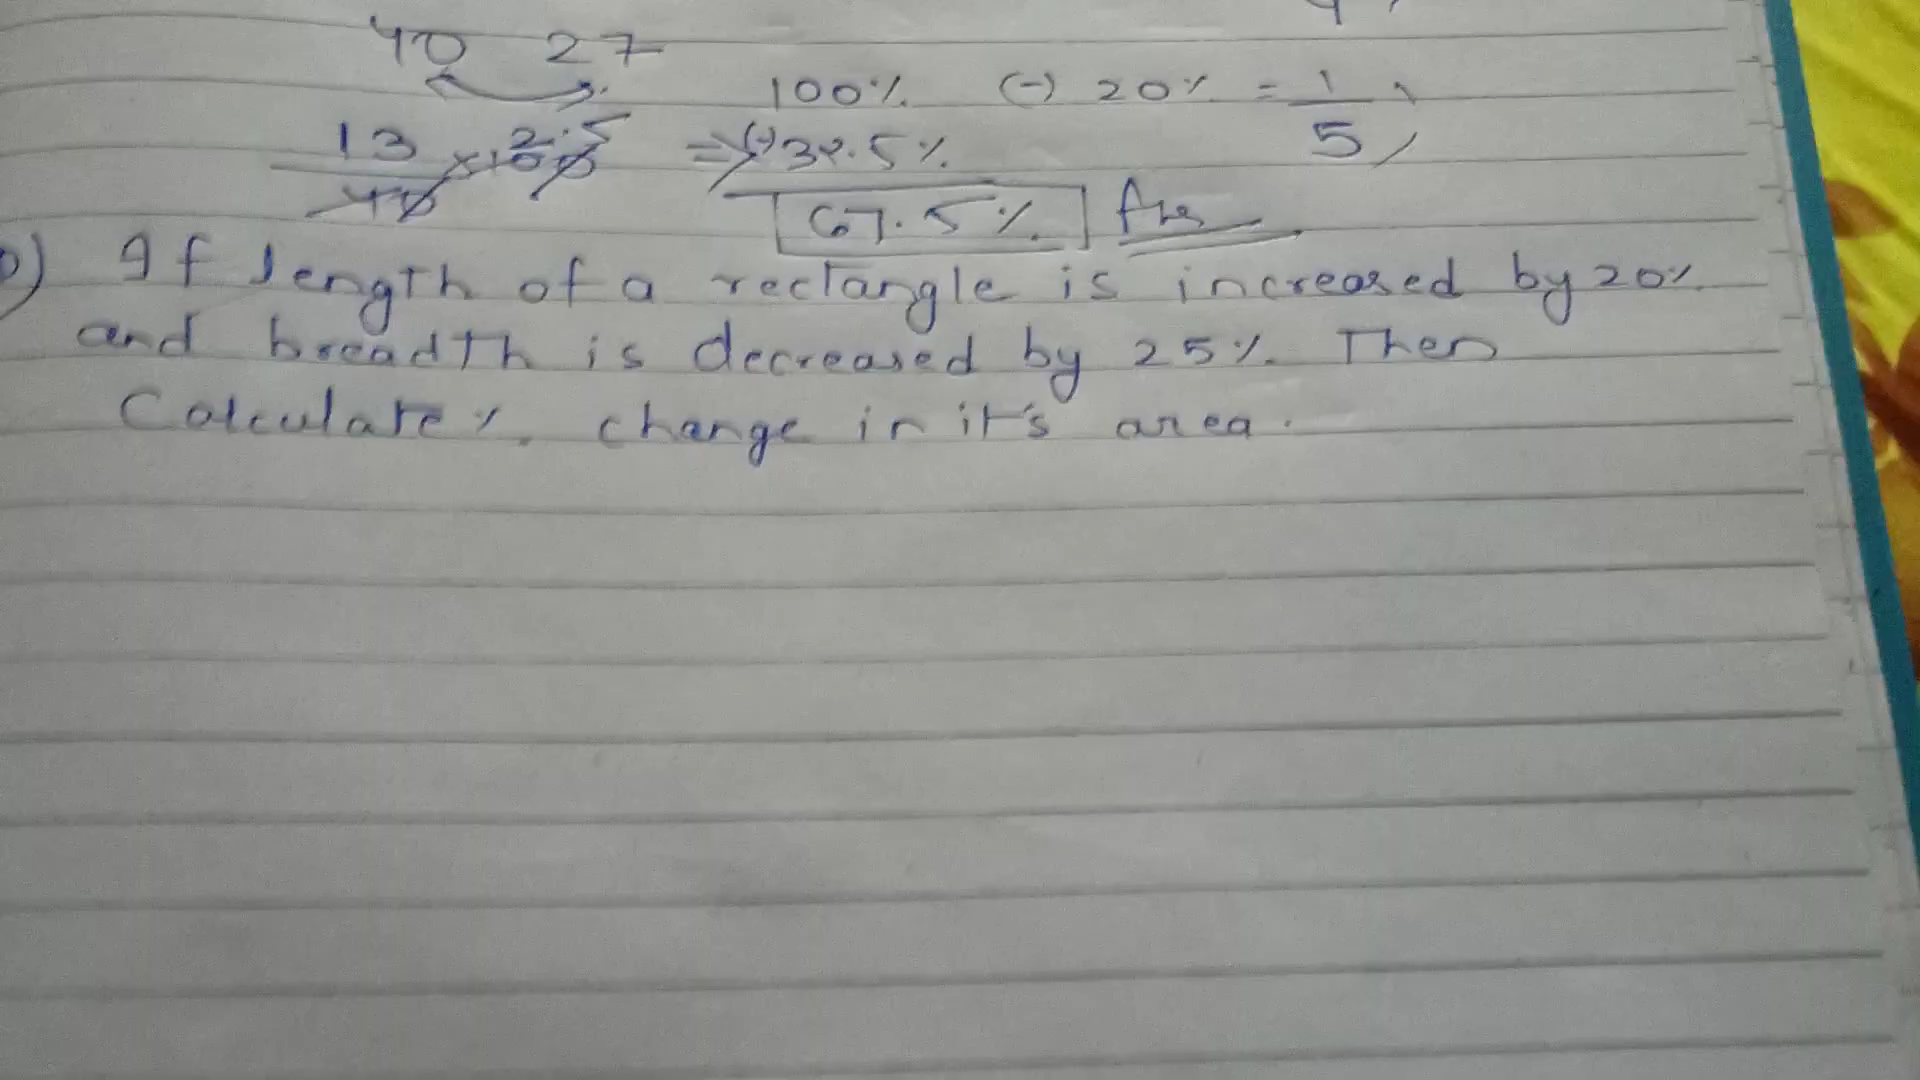 40 27
100% (-) 20% = 1/5
13/40 × 100 2.5 => (-) 32.5%
67.5% Ans
If length of a rectangle is increased by 20%
and breadth is decreased by 25%. Then
Calculate % change in it's area.